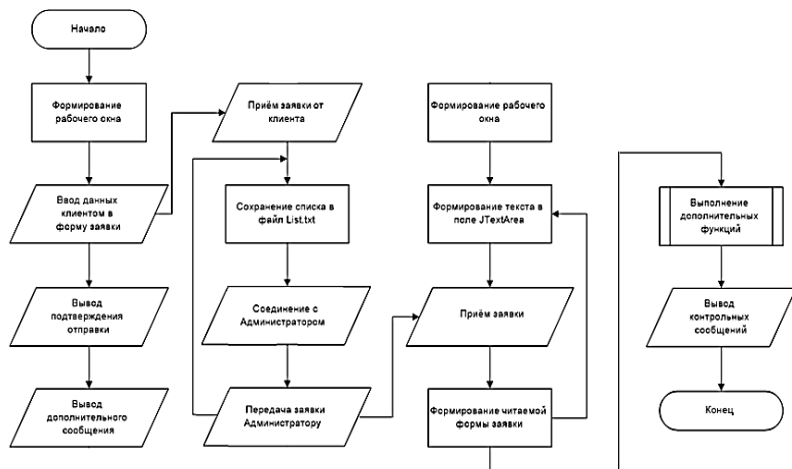 Начало
Формирование
рабочего окна
Ввод данных
клиентом в
форму заявки
Вывод
подтверждения
отправки
Вывод
дополнительного
сообщения
Приём заявки от
клиента
Сохранение списка в
файл List.txt
Соединение с
Администратором
Передача заявки
Администратору
Формирование рабочего
окна
Формирование текста в
поле JTextArea
Приём заявки
Формирование читаемой
формы заявки
Выполнение
дополнительных
функций
Вывод
контрольных
сообщений
Конец